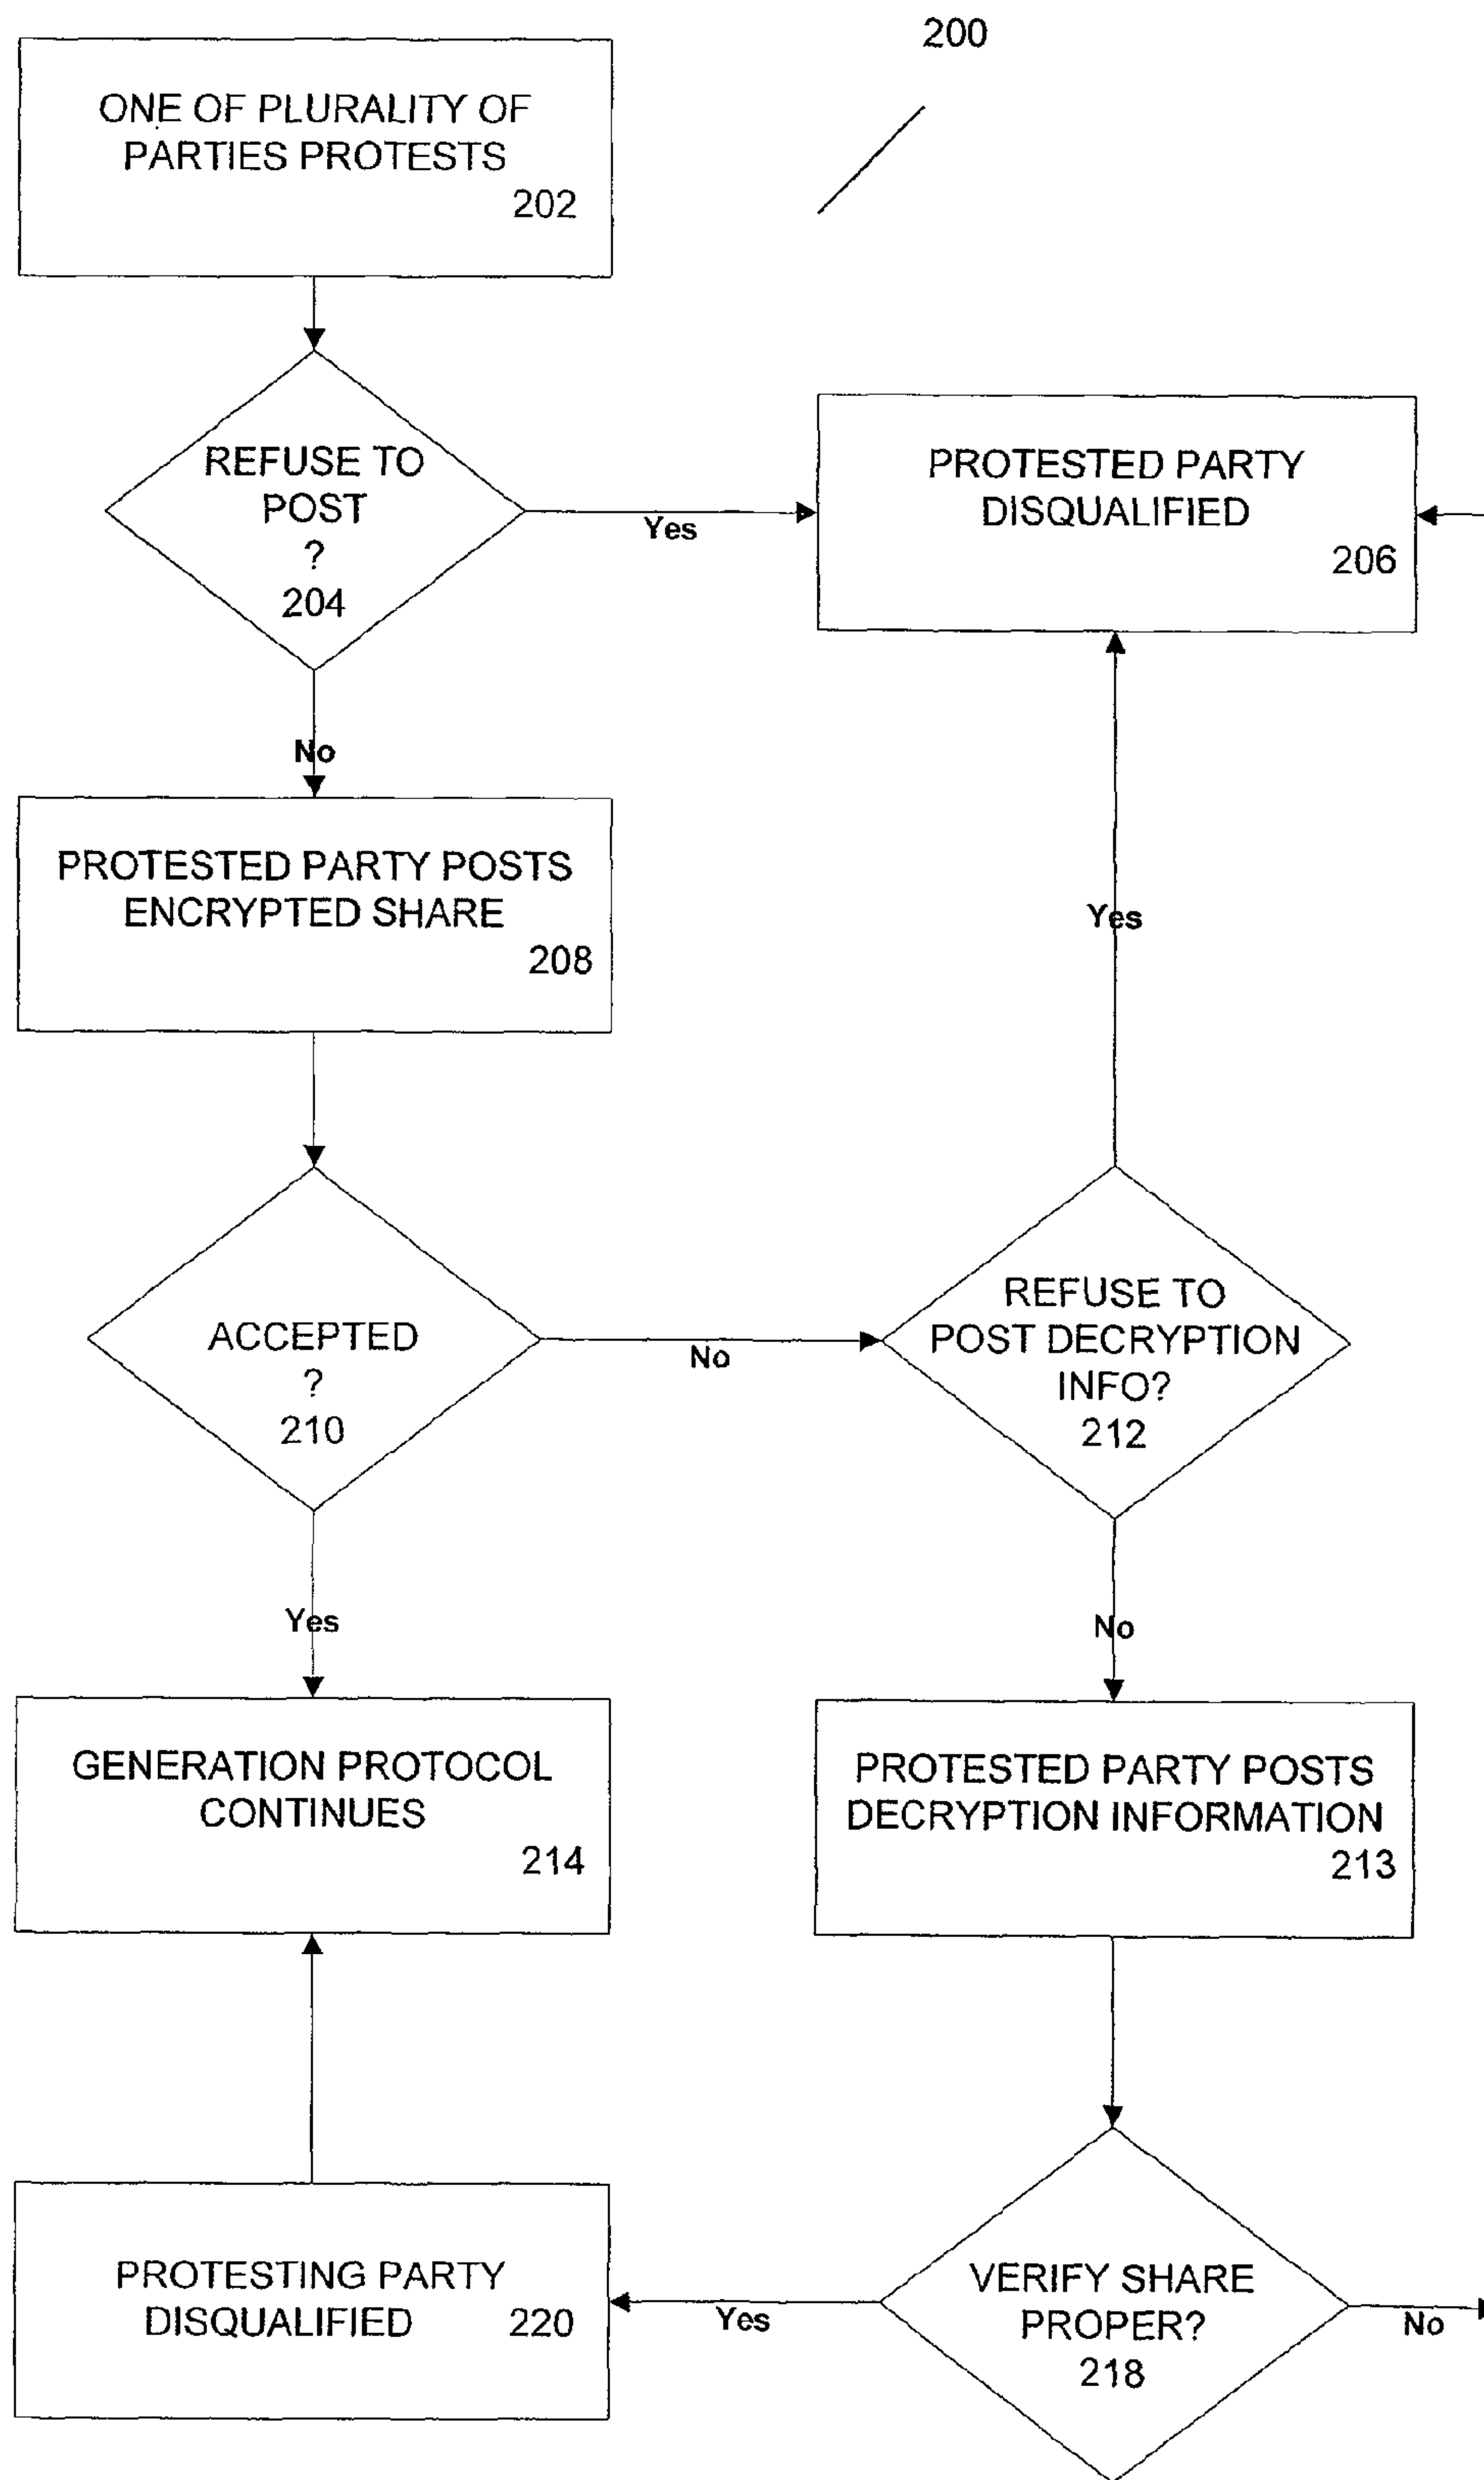 200
ONE OF PLURALITY OF
PARTIES PROTESTS
202
REFUSE TO
POST
?
204
Yes
PROTESTED PARTY
DISQUALIFIED
206
No
PROTESTED PARTY POSTS
ENCRYPTED SHARE
208
Yes
ACCEPTED
?
210
No
REFUSE TO
POST DECRYPTION
INFO?
212
Yes
No
GENERATION PROTOCOL
CONTINUES
214
PROTESTED PARTY POSTS
DECRYPTION INFORMATION
213
PROTESTING PARTY
DISQUALIFIED 220
Yes
VERIFY SHARE
PROPER?
218
No